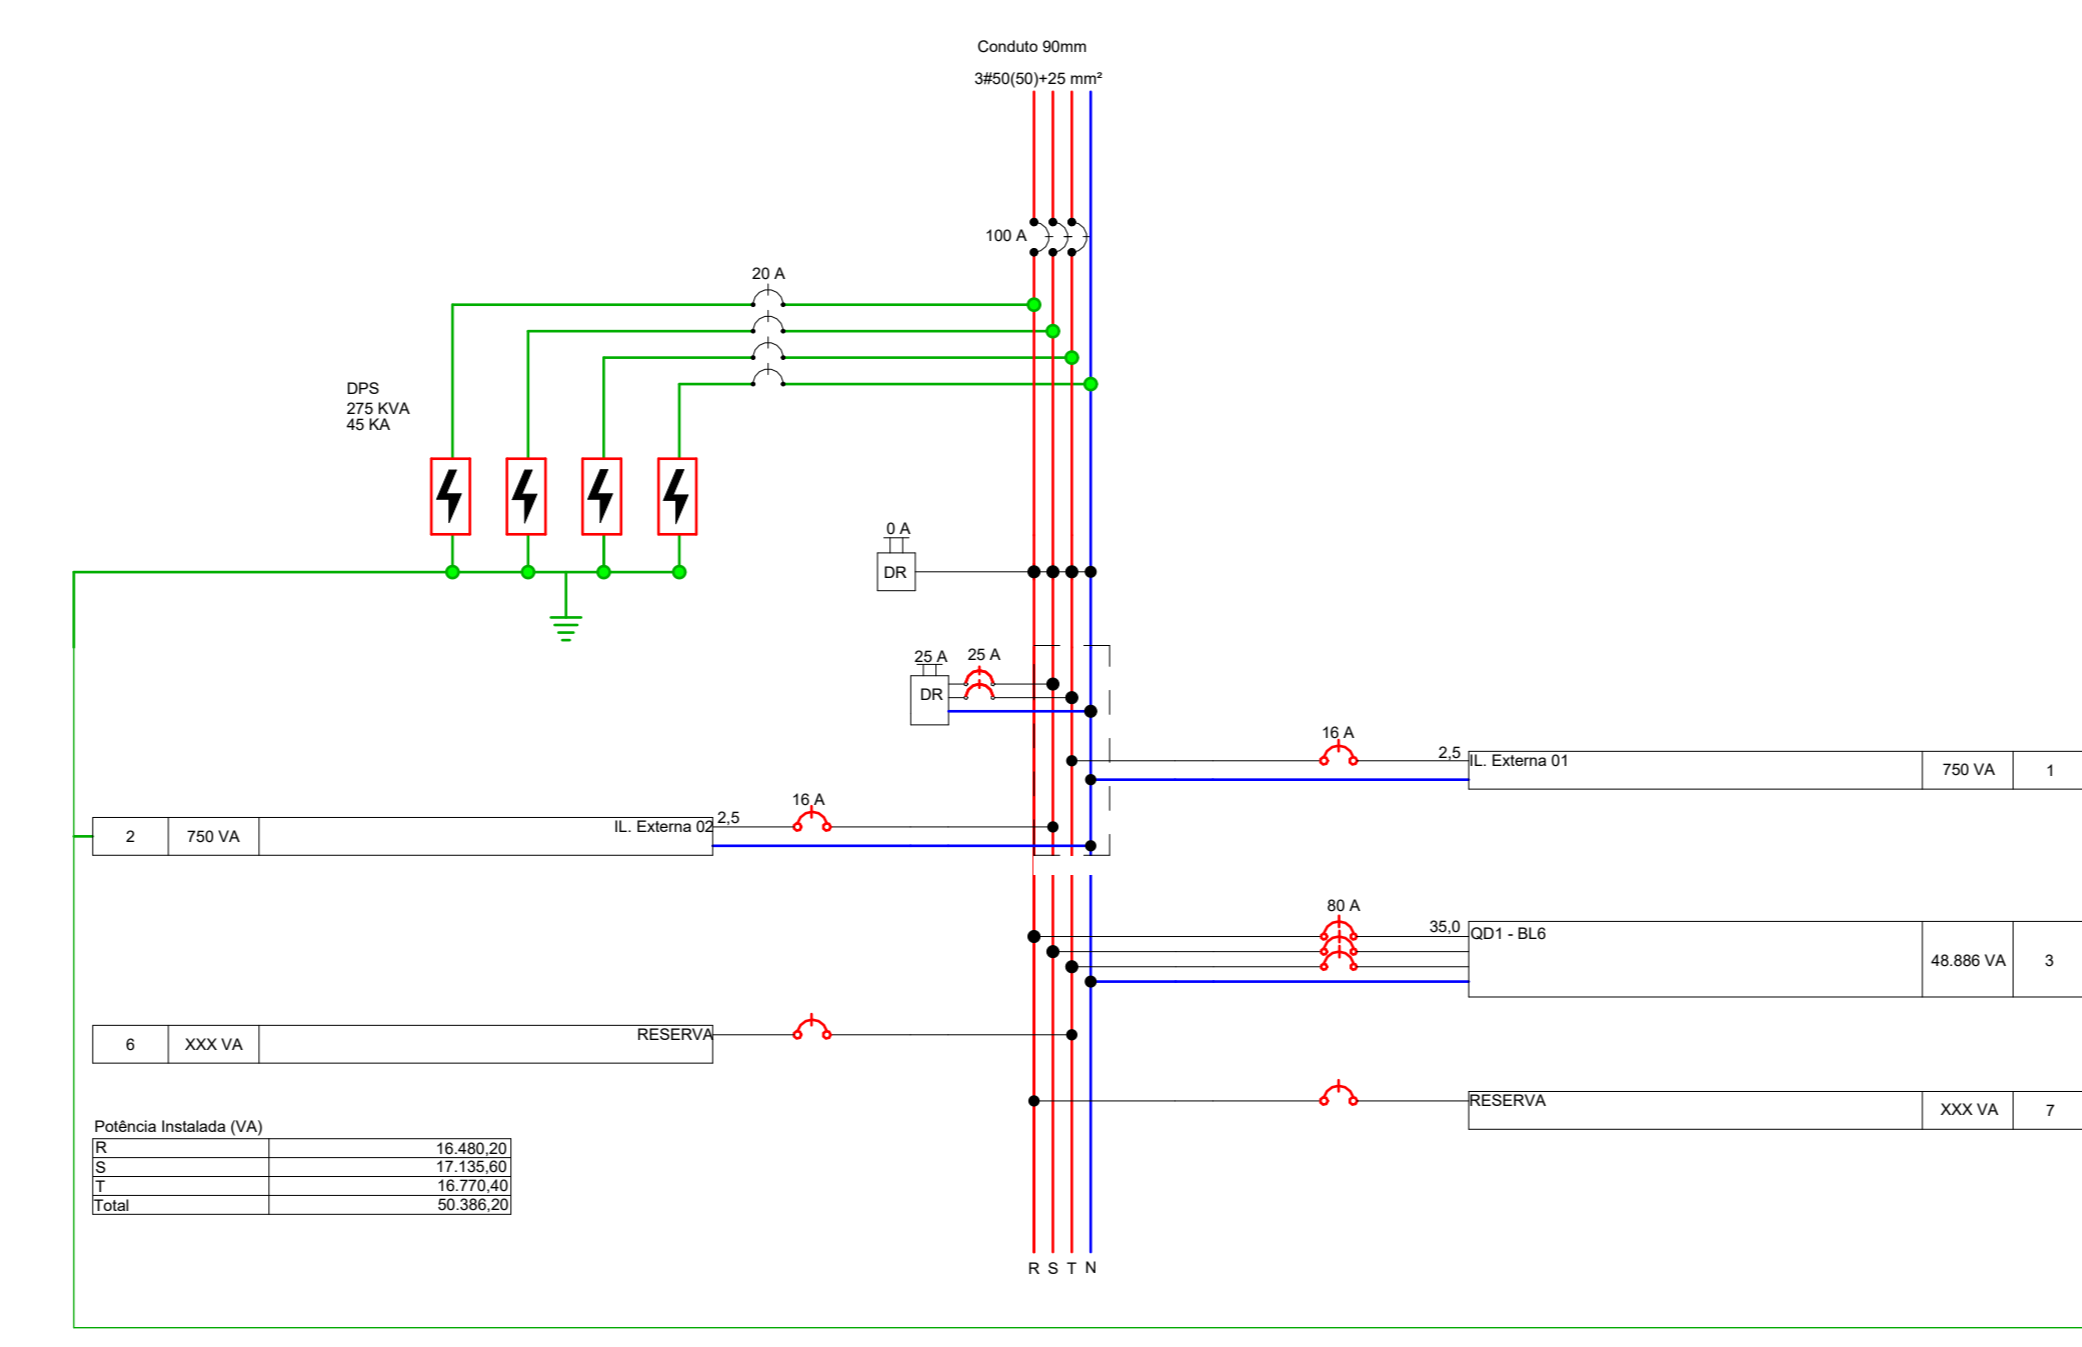 Conduto 90mm
3#50(50)+25 mm²
100 A
20 A
DPS
275 KVA
45 KA
0 A
DR
25 A 25 A
DR
16 A
2,5 IL. Externa 01 750 VA 1
16 A
2 750 VA IL. Externa 02 2,5
80 A
35,0 QD1 - BL6 48.886 VA 3
6 XXX VA RESERVA
RESERVA XXX VA 7
Potência Instalada (VA)
R 16.480,20
S 17.135,60
T 16.770,40
Total 50.386,20
R S T N